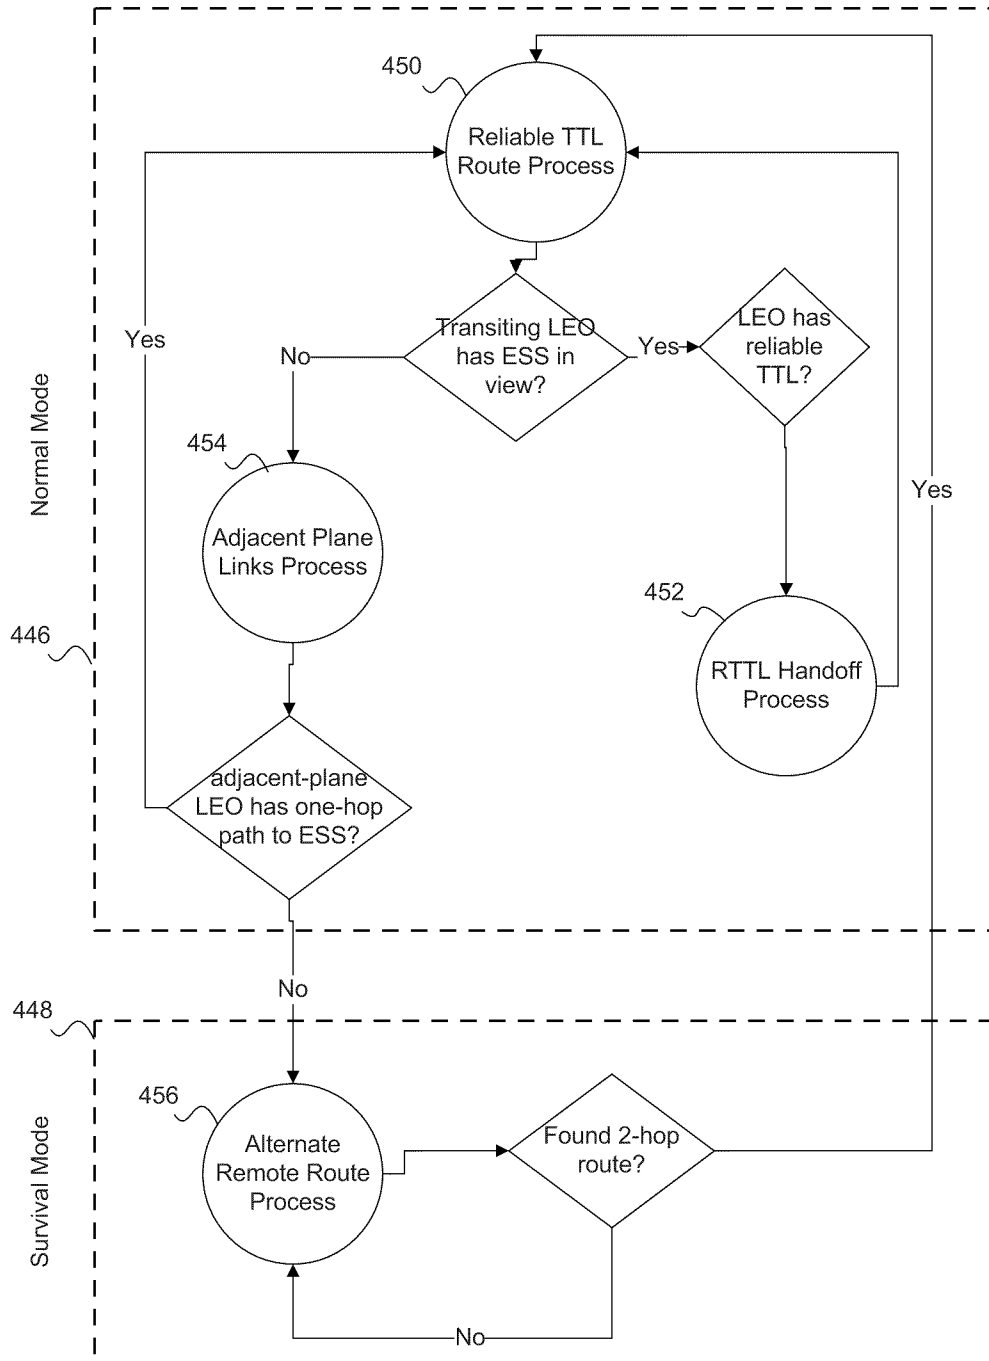 450
Reliable TTL
Route Process
Yes
Transiting LEO
has ESS in
view?
No
Yes
LEO has
reliable
TTL?
Normal Mode
454
Adjacent Plane
Links Process
Yes
452
RTTL Handoff
Process
446
adjacent-plane
LEO has one-hop
path to ESS?
No
448
Survival Mode
456
Alternate
Remote Route
Process
Found 2-hop
route?
No